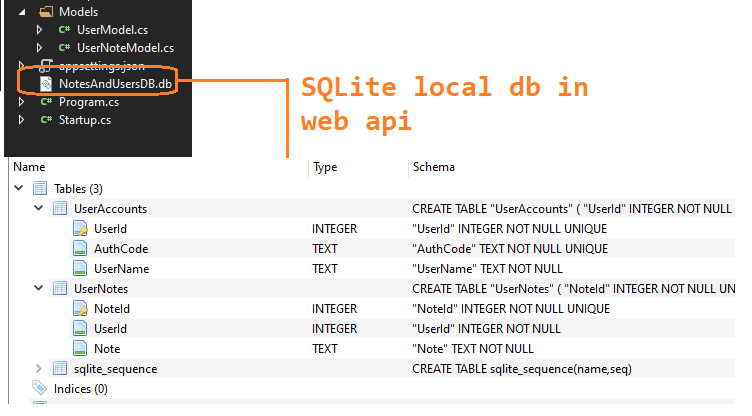 Models
UserModel.cs
UserNoteModel.cs
appsettings.json
NotesAndUsersDB.db
Program.cs
Startup.cs
SQLite local db in
web api
Name Type Schema
Tables (3)
UserAccounts CREATE TABLE "UserAccounts" ( "UserId" INTEGER NOT NULL
UserId INTEGER "UserId" INTEGER NOT NULL UNIQUE
AuthCode TEXT "AuthCode" TEXT NOT NULL UNIQUE
UserName TEXT "UserName" TEXT NOT NULL
UserNotes CREATE TABLE "UserNotes" ( "NoteId" INTEGER NOT NULL UN
NoteId INTEGER "NoteId" INTEGER NOT NULL UNIQUE
UserId INTEGER "UserId" INTEGER NOT NULL
Note TEXT "Note" TEXT NOT NULL
sqlite_sequence CREATE TABLE sqlite_sequence(name,seq)
Indices (0)